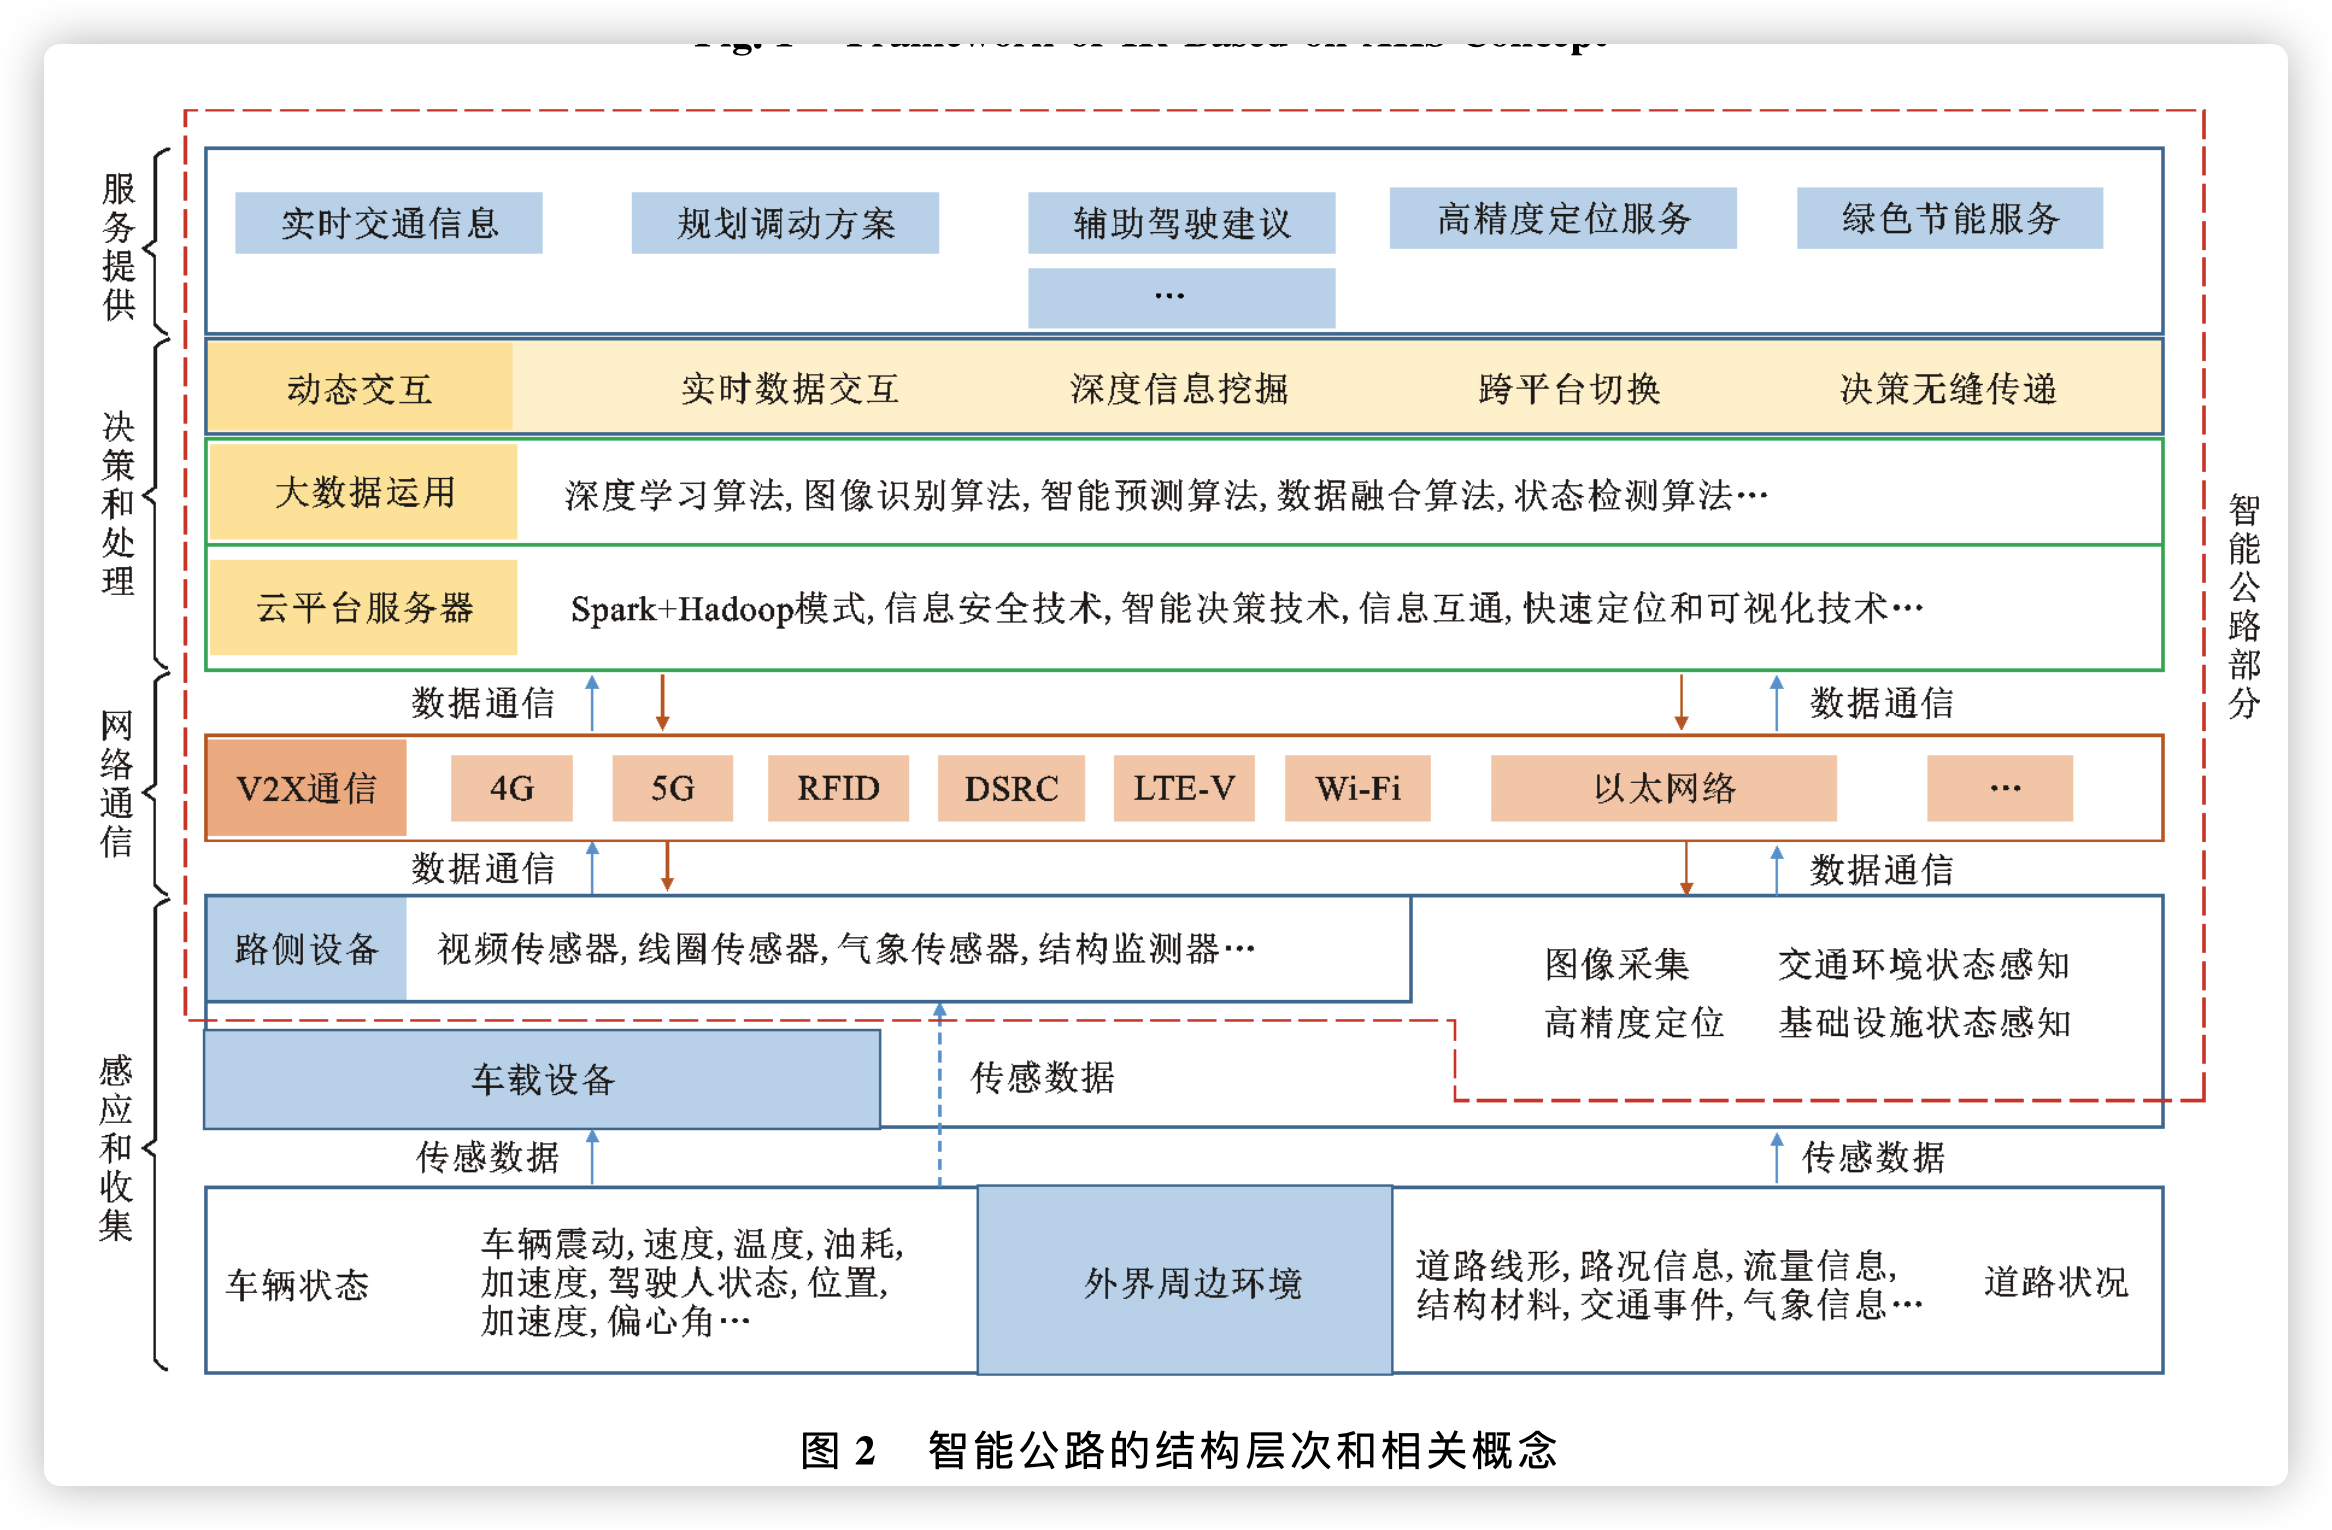 Fig. 1 Framework of IR Based on AHS Concept
服务提供
实时交通信息
规划调动方案
辅助驾驶建议
高精度定位服务
绿色节能服务
…
决策和处理
动态交互
实时数据交互
深度信息挖掘
跨平台切换
决策无缝传递
大数据运用
深度学习算法, 图像识别算法, 智能预测算法, 数据融合算法, 状态检测算法…
云平台服务器
Spark+Hadoop模式, 信息安全技术, 智能决策技术, 信息互通, 快速定位和可视化技术…
智能公路部分
网络通信
数据通信
数据通信
V2X通信
4G
5G
RFID
DSRC
LTE-V
Wi-Fi
以太网络
…
数据通信
数据通信
感应和收集
路侧设备
视频传感器, 线圈传感器, 气象传感器, 结构监测器…
图像采集
交通环境状态感知
高精度定位
基础设施状态感知
车载设备
传感数据
传感数据
传感数据
车辆状态
车辆震动, 速度, 温度, 油耗,
加速度, 驾驶人状态, 位置,
加速度, 偏心角…
外界周边环境
道路线形, 路况信息, 流量信息,
结构材料, 交通事件, 气象信息…
道路状况
图 2 智能公路的结构层次和相关概念